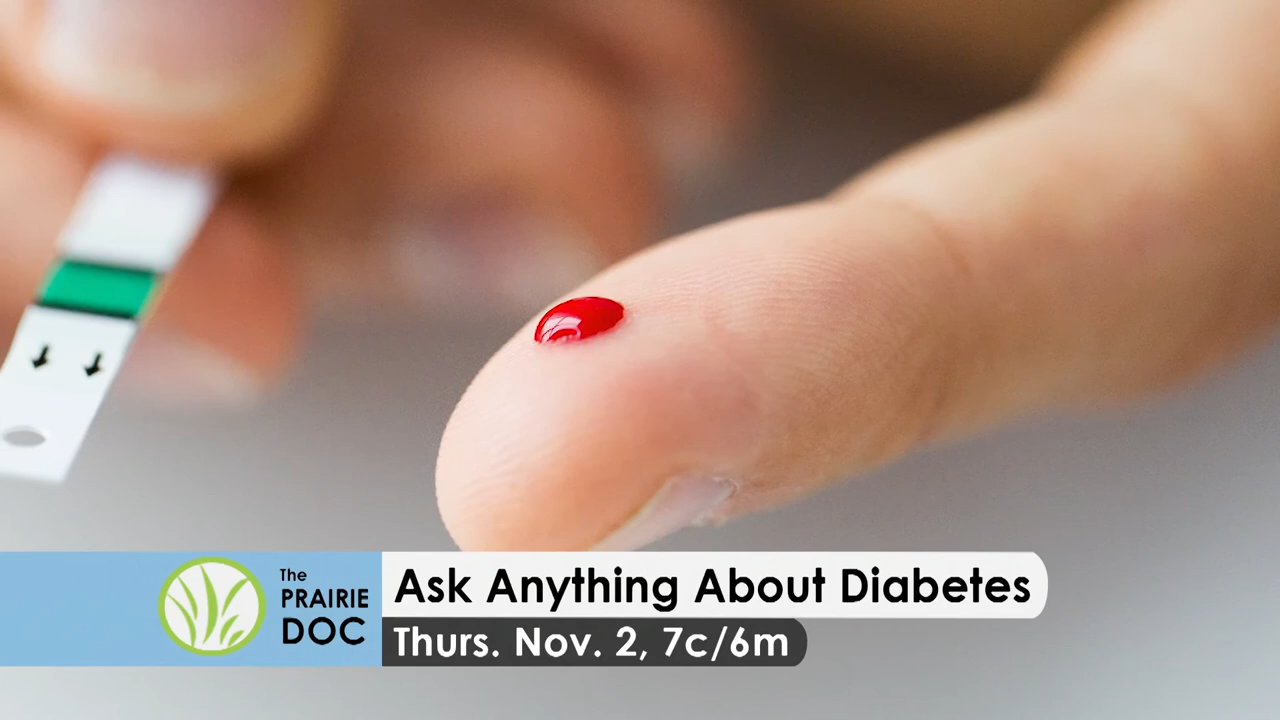 The
PRAIRIE
DOC
Ask Anything About Diabetes
Thurs. Nov. 2, 7c/6m